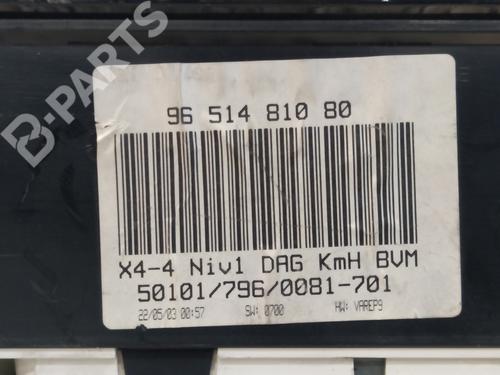 B-PARTS
96 514 810 80
X4-4 Niv1 DAG KmH BVM
50101/796/0081-701
22/05/03 00:57 SW: 0700 HW: VAREP9